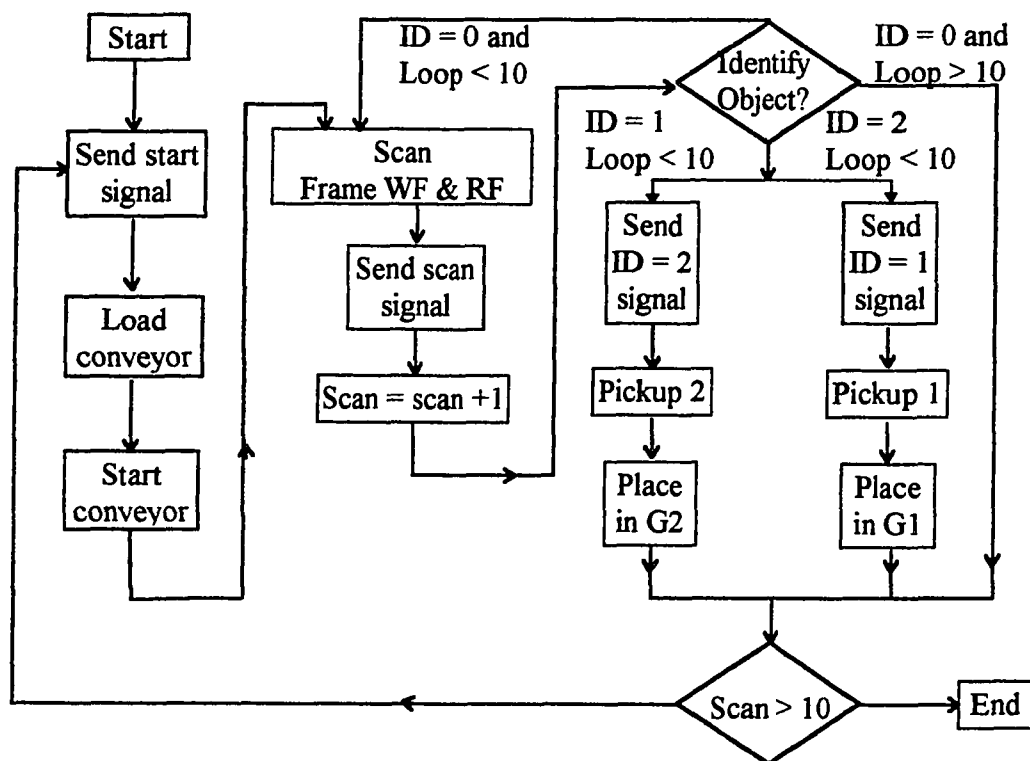 Start
Send start
signal
Load
conveyor
Start
conveyor
ID = 0 and
Loop < 10
Scan
Frame WF & RF
Send scan
signal
Scan = scan +1
Identify
Object?
ID = 0 and
Loop > 10
ID = 1
Loop < 10
ID = 2
Loop < 10
Send
ID = 2
signal
Pickup 2
Place
in G2
Send
ID = 1
signal
Pickup 1
Place
in G1
Scan > 10
End